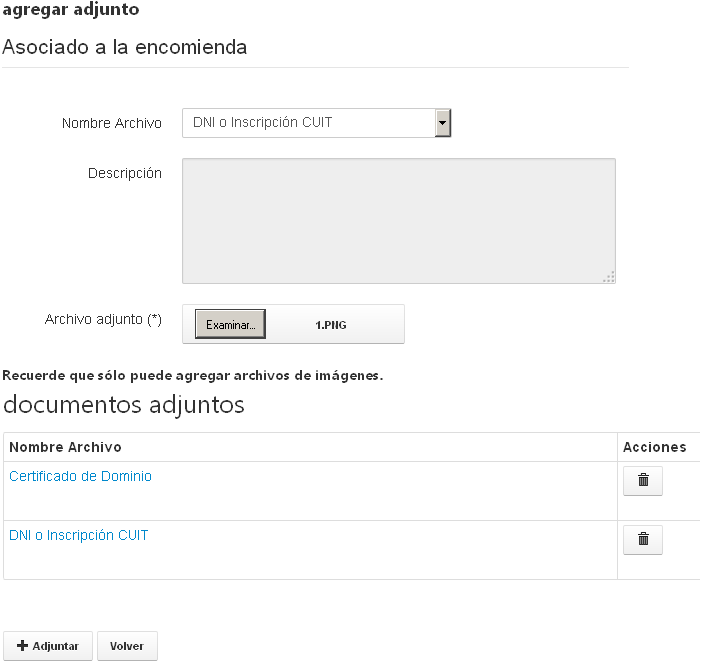 agregar adjunto
Asociado a la encomienda
Nombre Archivo DNI o Inscripción CUIT
Descripción
Archivo adjunto (*) Examinar... 1.PNG
Recuerde que sólo puede agregar archivos de imágenes.
documentos adjuntos
Nombre Archivo Acciones
Certificado de Dominio
DNI o Inscripción CUIT
Adjuntar Volver